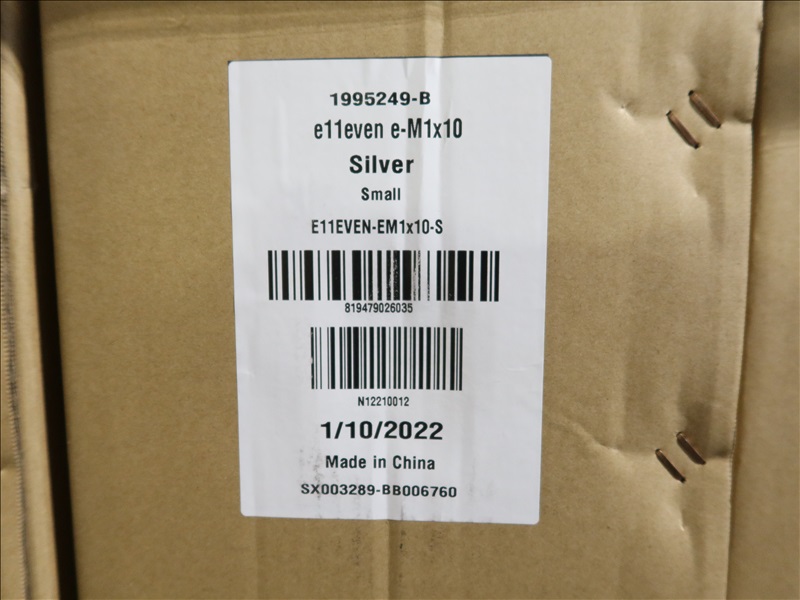 1995249-B
e11even e-M1x10
Silver
Small
E11EVEN-EM1x10-S
819479026035
N12210012
1/10/2022
Made in China
SX003289-BB006760